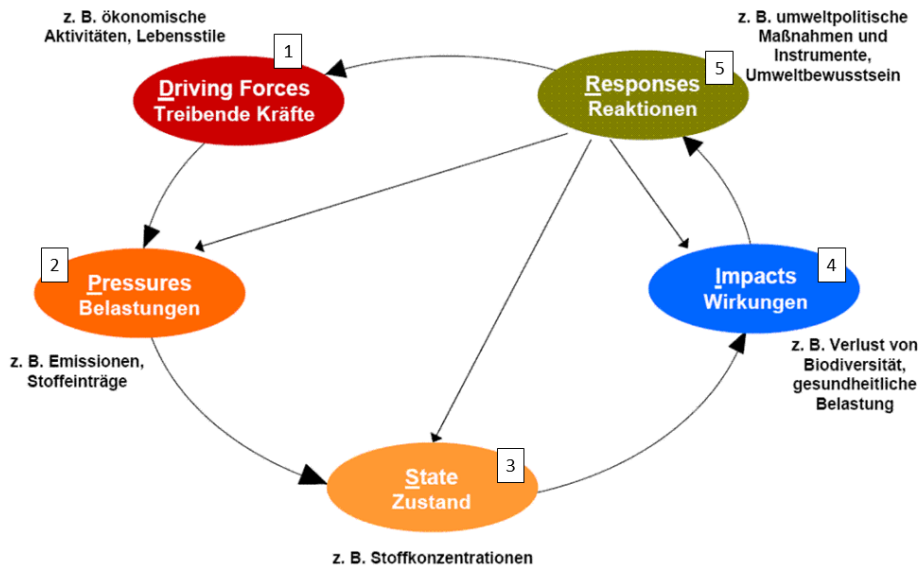 z. B. ökonomische
Aktivitäten, Lebensstile
1
Driving Forces
Treibende Kräfte
z. B. umweltpolitische
Maßnahmen und
Instrumente,
Umweltbewusstsein
5
Responses
Reaktionen
2
Pressures
Belastungen
z. B. Emissionen,
Stoffeinträge
4
Impacts
Wirkungen
z. B. Verlust von
Biodiversität,
gesundheitliche
Belastung
3
State
Zustand
z. B. Stoffkonzentrationen